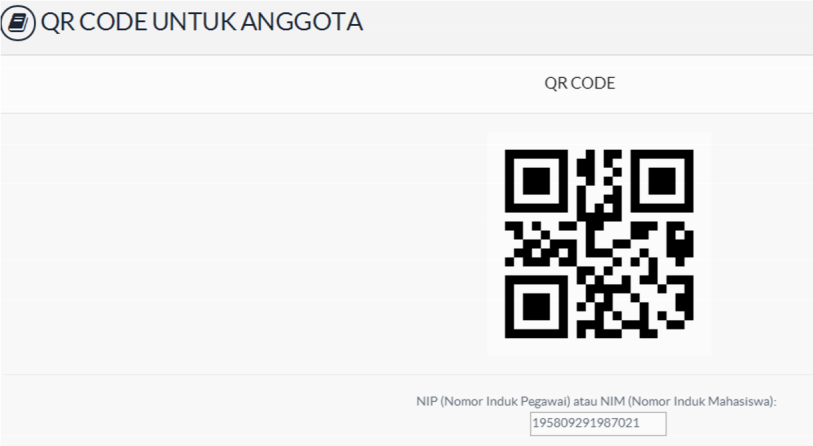 QR CODE UNTUK ANGGOTA
QR CODE
NIP (Nomor Induk Pegawai) atau NIM (Nomor Induk Mahasiswa):
195809291987021